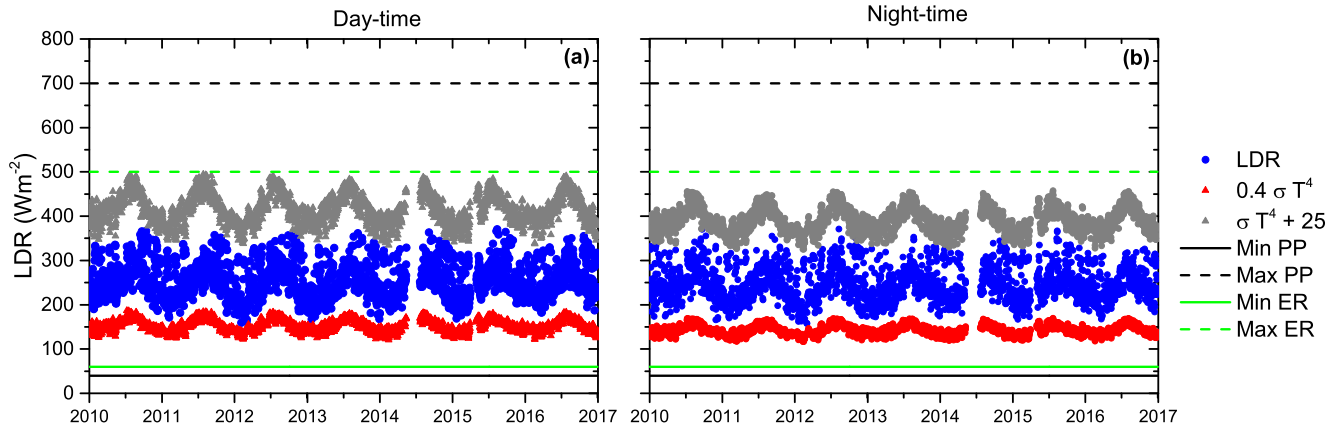 Day-time
Night-time
LDR (Wm⁻²)
800
700
600
500
400
300
200
100
0
(a)
2010 2011 2012 2013 2014 2015 2016 2017
(b)
2010 2011 2012 2013 2014 2015 2016 2017
LDR
0.4 σ T⁴
σ T⁴ + 25
Min PP
Max PP
Min ER
Max ER